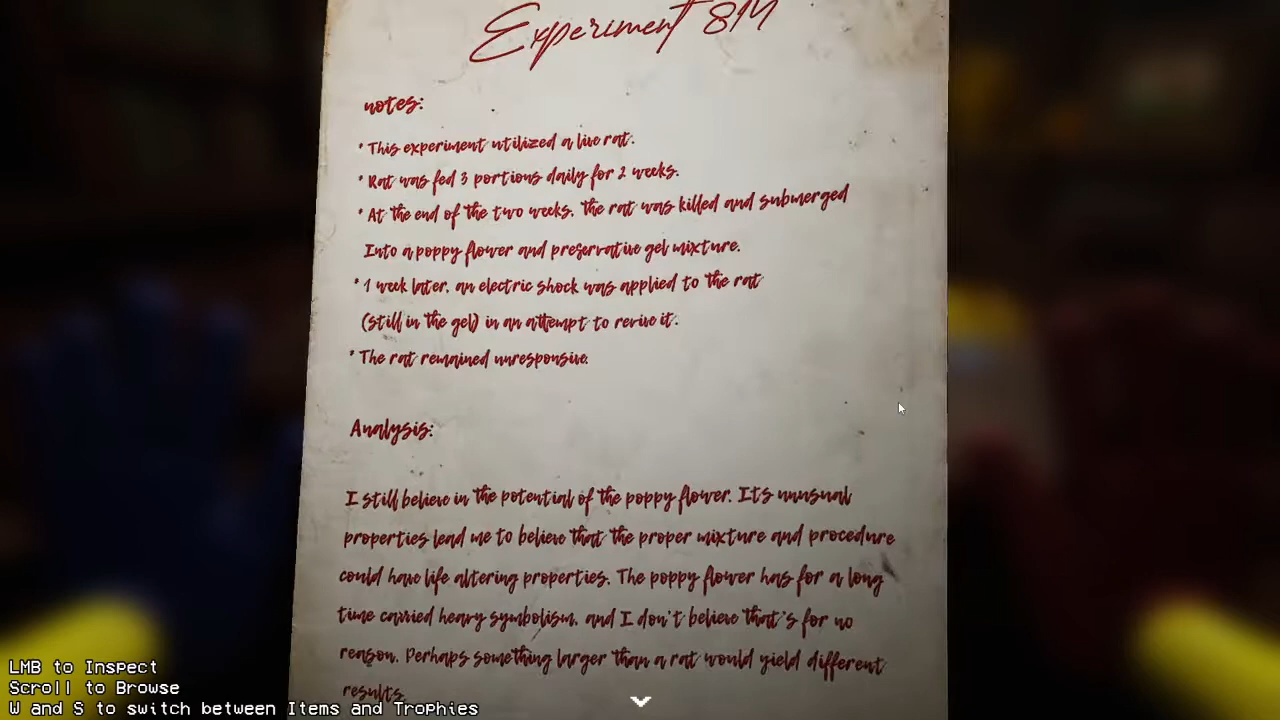 Experiment 814
notes:
* This experiment utilized a live rat.
* Rat was fed 3 portions daily for 2 weeks.
* At the end of the two weeks, the rat was killed and submerged
Into a poppy flower and preservative gel mixture.
* 1 week later, an electric shock was applied to the rat
(still in the gel) in an attempt to revive it.
* The rat remained unresponsive.
Analysis:
I still believe in the potential of the poppy flower. Its unusual
properties lead me to believe that the proper mixture and procedure
could have life altering properties. The poppy flower has for a long
time carried heavy symbolism, and I don't believe that's for no
reason. Perhaps something larger than a rat would yield different
results.
LMB to Inspect
Scroll to Browse
W and S to switch between Items and Trophies